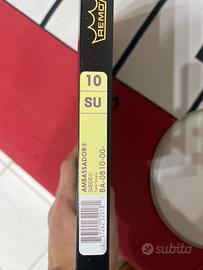 REMO
10
SU
AMBASSADOR®
SUEDE®
BA-0810-00-
subito